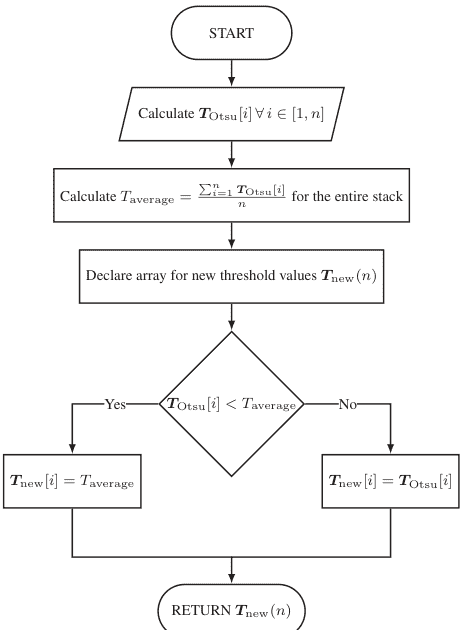 START
Calculate T_Otsu[i] ∀ i ∈ [1, n]
Calculate T_average = ∑_{i=1}^{n} T_Otsu[i] / n for the entire stack
Declare array for new threshold values T_new(n)
T_Otsu[i] < T_average
Yes
No
T_new[i] = T_average
T_new[i] = T_Otsu[i]
RETURN T_new(n)